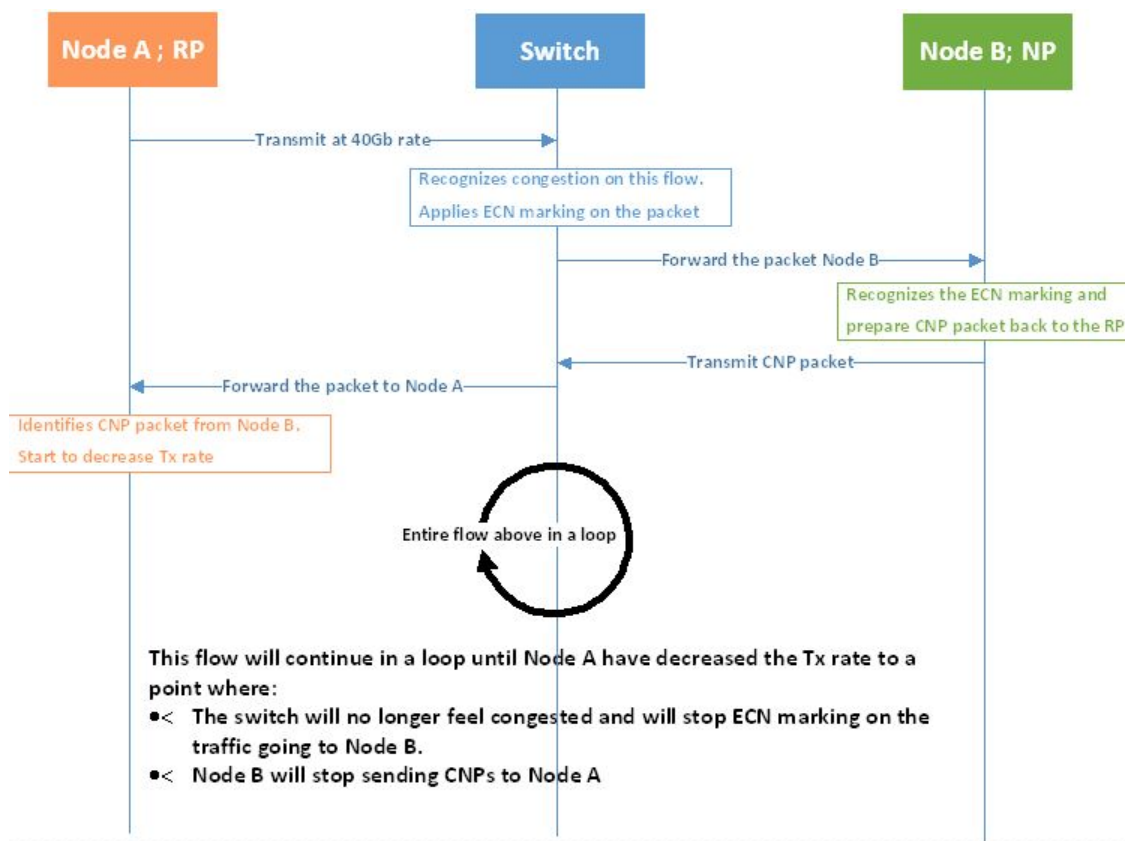 Node A ; RP
Switch
Node B; NP
Transmit at 40Gb rate
Recognizes congestion on this flow.
Applies ECN marking on the packet
Forward the packet Node B
Recognizes the ECN marking and
prepare CNP packet back to the RP
Transmit CNP packet
Forward the packet to Node A
Identifies CNP packet from Node B.
Start to decrease Tx rate
Entire flow above in a loop
This flow will continue in a loop until Node A have decreased the Tx rate to a
point where:
●< The switch will no longer feel congested and will stop ECN marking on the
traffic going to Node B.
●< Node B will stop sending CNPs to Node A